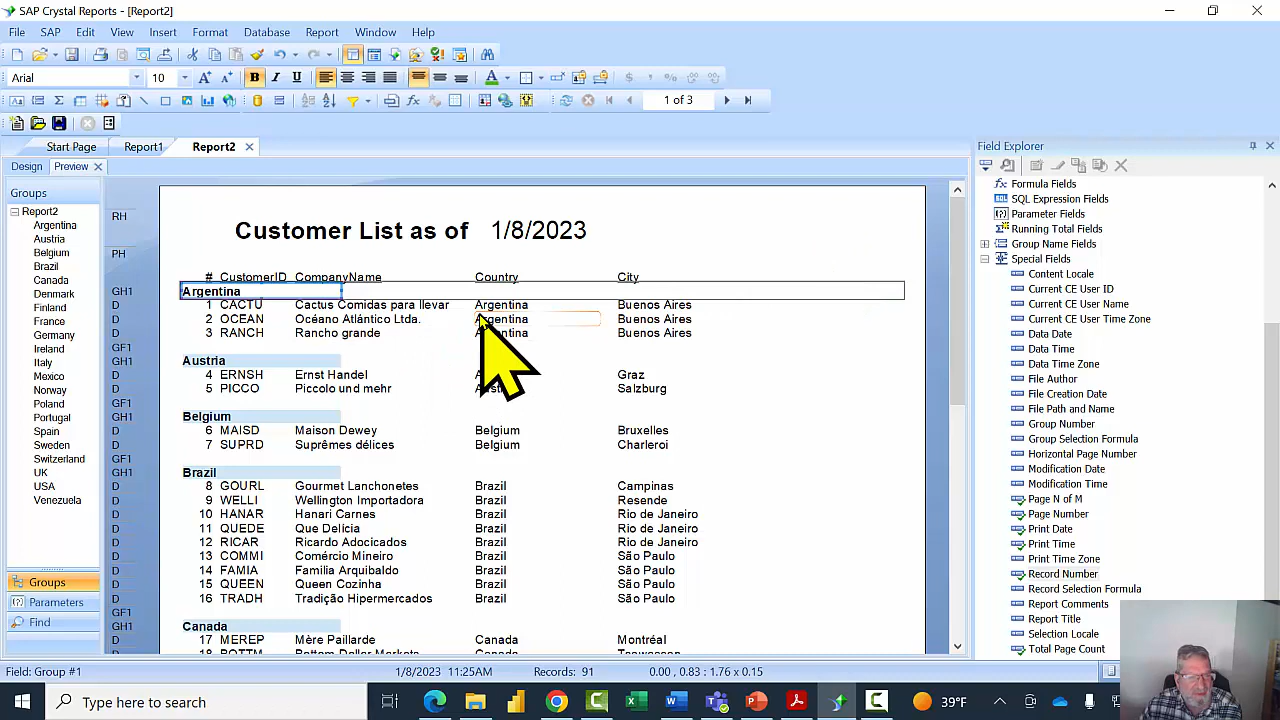 SAP Crystal Reports - [Report2]
File SAP Edit View Insert Format Database Report Window Help
Arial 10
1 of 3
Start Page Report1 Report2
Field Explorer
Design Preview
Groups
Report2
Argentina
Austria
Belgium
Brazil
Canada
Denmark
Finland
France
Germany
Ireland
Italy
Mexico
Norway
Poland
Portugal
Spain
Sweden
Switzerland
UK
USA
Venezuela
Groups
Parameters
Find
RH
PH
GH1
D
D
D
GF1
GH1
D
D
GF1
GH1
D
D
GF1
GH1
D
D
D
D
D
D
D
D
D
GF1
GH1
D
D
Customer List as of 1/8/2023
# CustomerID CompanyName Country City
Argentina
1 CACTU Cactus Comidas para llevar Argentina Buenos Aires
2 OCEAN Océano Atlántico Ltda. Argentina Buenos Aires
3 RANCH Rancho grande Argentina Buenos Aires
Austria
4 ERNSH Ernst Handel Graz
5 PICCO Piccolo und mehr Salzburg
Belgium
6 MAISD Maison Dewey Belgium Bruxelles
7 SUPRD Suprêmes délices Belgium Charleroi
Brazil
8 GOURL Gourmet Lanchonetes Brazil Campinas
9 WELLI Wellington Importadora Brazil Resende
10 HANAR Hanari Carnes Brazil Rio de Janeiro
11 QUEDE Que Delícia Brazil Rio de Janeiro
12 RICAR Ricardo Adocicados Brazil Rio de Janeiro
13 COMMI Comércio Mineiro Brazil São Paulo
14 FAMIA Familia Arquibaldo Brazil São Paulo
15 QUEEN Queen Cozinha Brazil São Paulo
16 TRADH Tradição Hipermercados Brazil São Paulo
Canada
17 MEREP Mère Paillarde Canada Montréal
18 BOTTM Bottom-Dollar Markets Canada Tsawassen
Formula Fields
SQL Expression Fields
Parameter Fields
Running Total Fields
Group Name Fields
Special Fields
Content Locale
Current CE User ID
Current CE User Name
Current CE User Time Zone
Data Date
Data Time
Data Time Zone
File Author
File Creation Date
File Path and Name
Group Number
Group Selection Formula
Horizontal Page Number
Modification Date
Modification Time
Page N of M
Page Number
Print Date
Print Time
Print Time Zone
Record Number
Record Selection Formula
Report Comments
Report Title
Selection Locale
Total Page Count
Field: Group #1 1/8/2023 11:25AM Records: 91 0.00 , 0.83 : 1.76 x 0.15
Type here to search
39°F